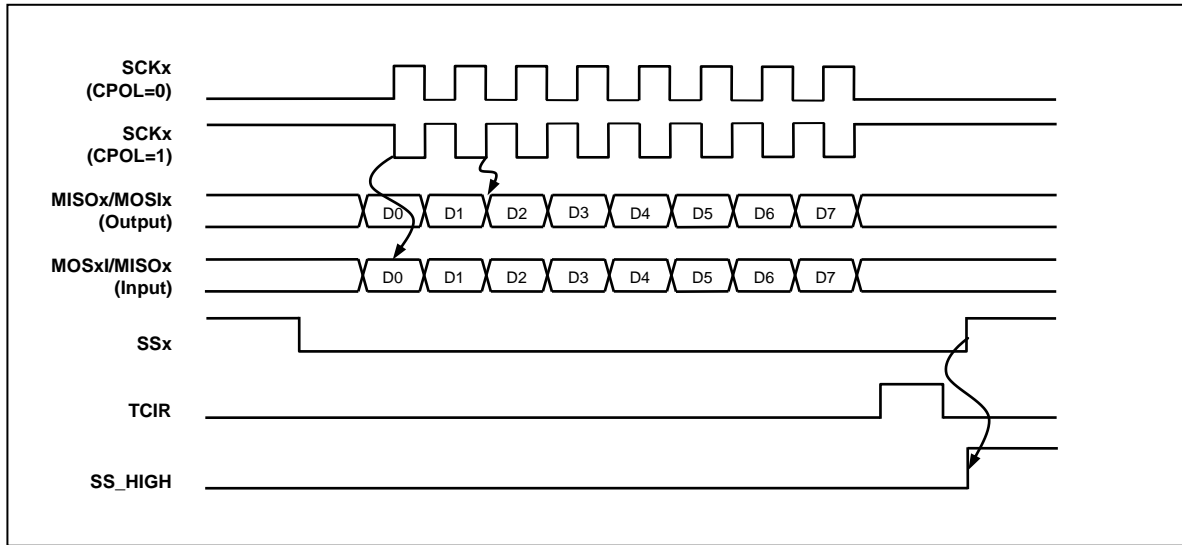 SCKx
(CPOL=0)
SCKx
(CPOL=1)
MISOx/MOSIx
(Output)
D0 D1 D2 D3 D4 D5 D6 D7
MOSxI/MISOx
(Input)
D0 D1 D2 D3 D4 D5 D6 D7
SSx
TCIR
SS_HIGH